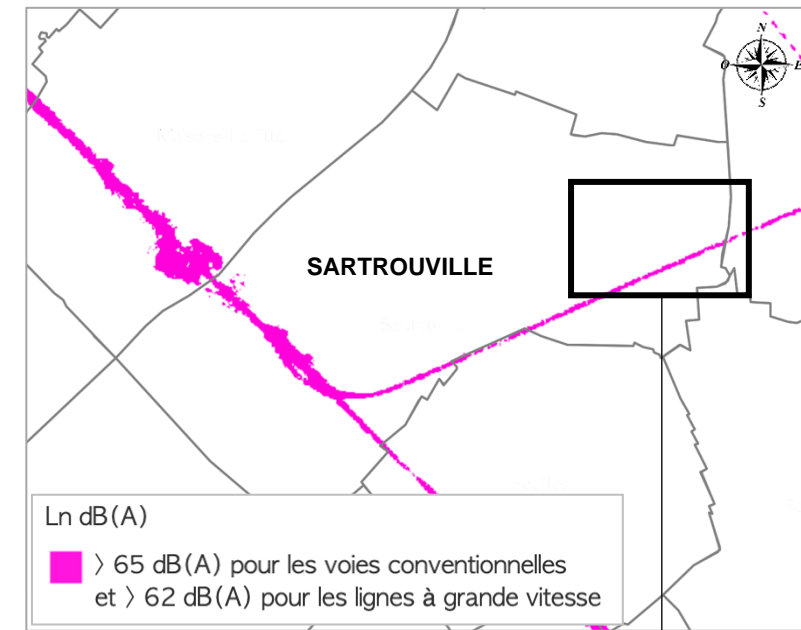 N
O E
S
SARTROUVILLE
Ln dB(A)
> 65 dB(A) pour les voies conventionnelles
et > 62 dB(A) pour les lignes à grande vitesse